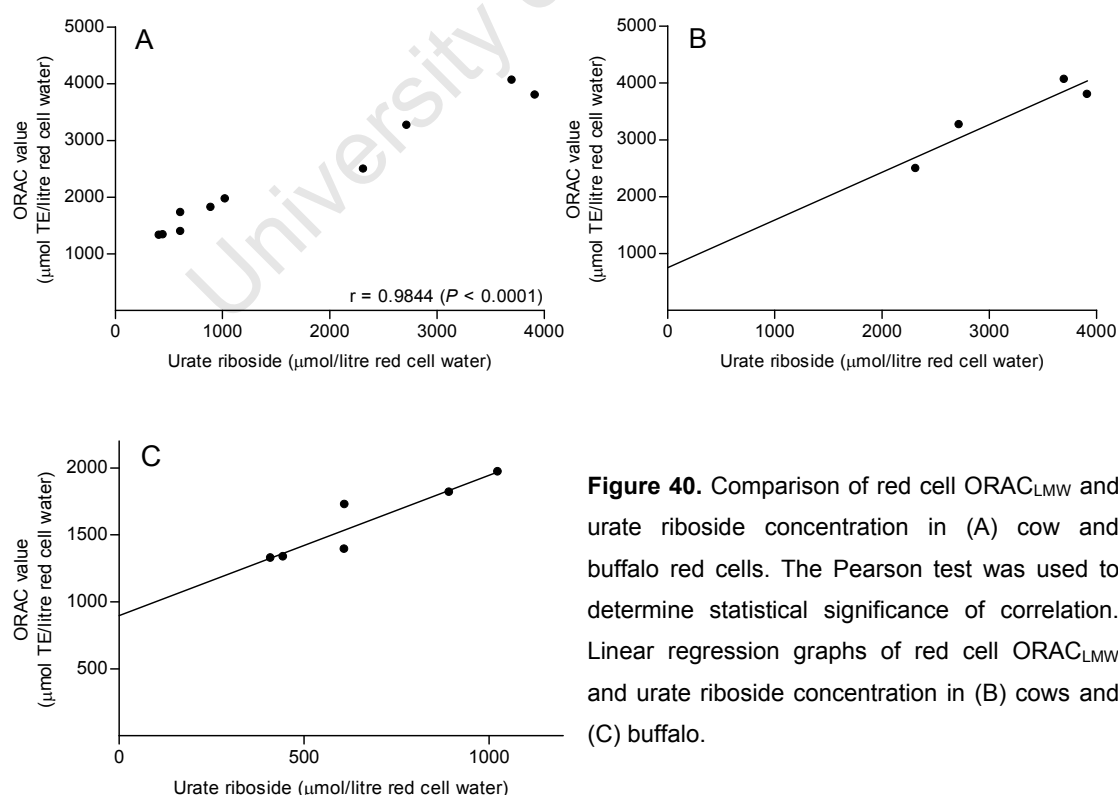 A
5000
4000
3000
2000
1000
0
1000
2000
3000
4000
ORAC value
(μmol TE/litre red cell water)
r = 0.9844 (P < 0.0001)
Urate riboside (μmol/litre red cell water)
B
5000
4000
3000
2000
1000
0
1000
2000
3000
4000
ORAC value
(μmol TE/litre red cell water)
Urate riboside (μmol/litre red cell water)
University o
C
2000
1500
1000
500
0
500
1000
ORAC value
(μmol TE/litre red cell water)
Urate riboside (μmol/litre red cell water)
Figure 40. Comparison of red cell ORACLMW and
urate riboside concentration in (A) cow and
buffalo red cells. The Pearson test was used to
determine statistical significance of correlation.
Linear regression graphs of red cell ORACLMW
and urate riboside concentration in (B) cows and
(C) buffalo.